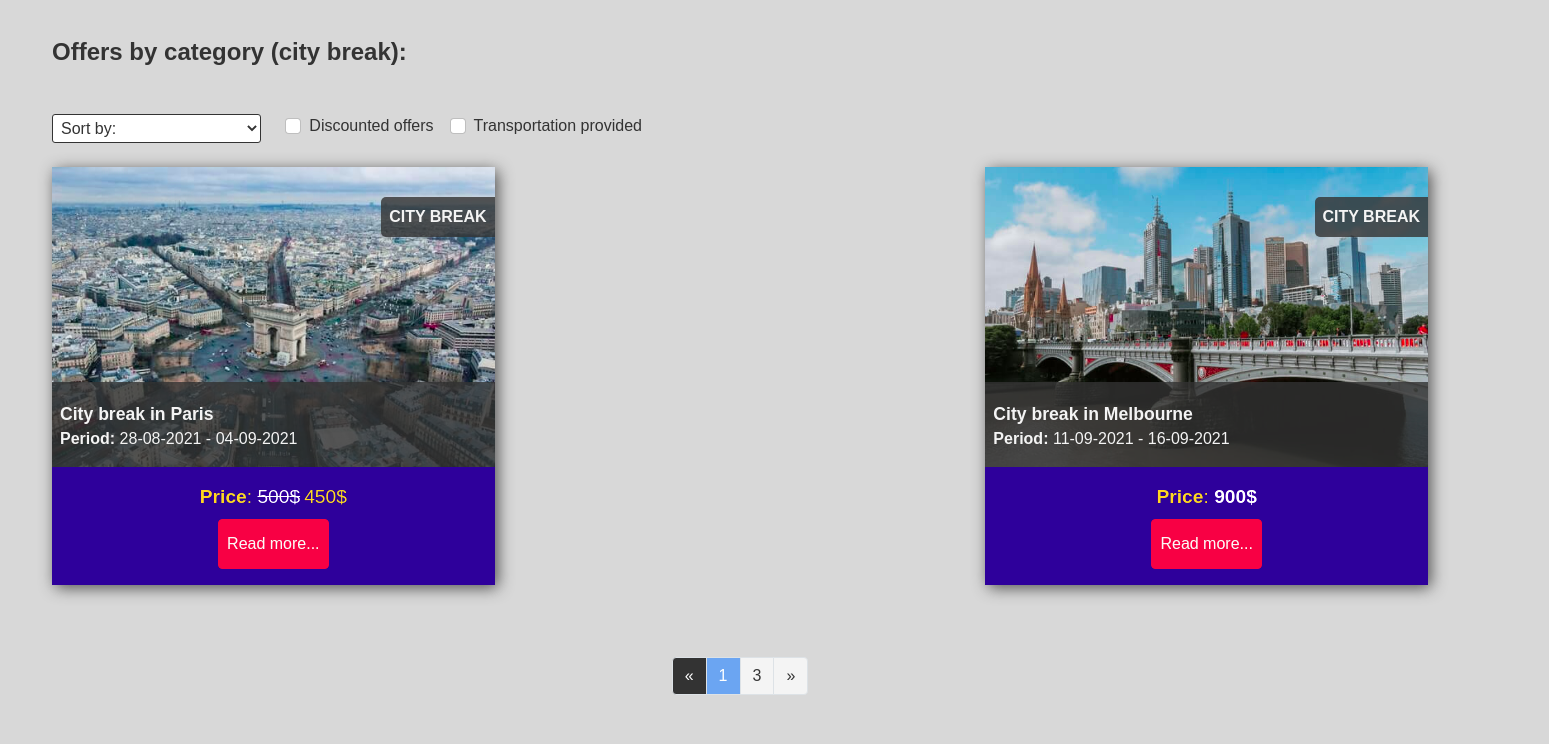 Offers by category (city break):
Sort by:
Discounted offers
Transportation provided
CITY BREAK
City break in Paris
Period: 28-08-2021 - 04-09-2021
Price: 500$ 450$
Read more...
CITY BREAK
City break in Melbourne
Period: 11-09-2021 - 16-09-2021
Price: 900$
Read more...
« 1 3 »